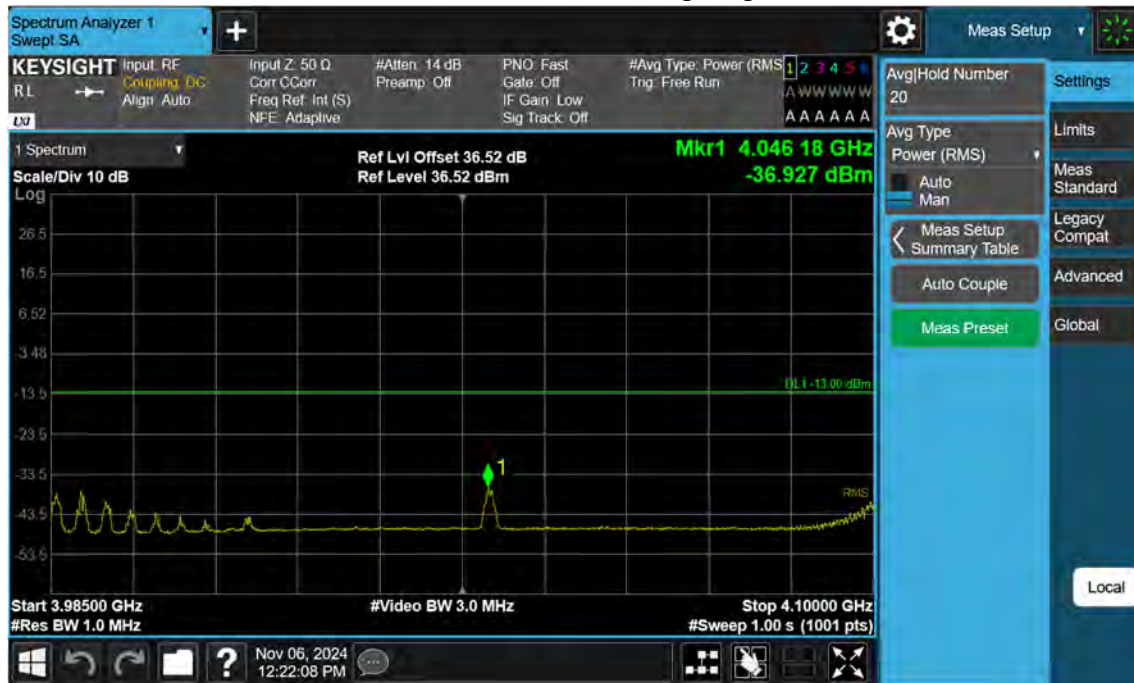 Spectrum Analyzer 1
Swept SA
+
Meas Setup
KEYSIGHT
RL
LXI
Input: RF
Coupling: DC
Align: Auto
Input Z: 50 Ω
Corr CCorr
Freq Ref: Int (S)
NFE: Adaptive
#Atten: 14 dB
Preamp: Off
PNO: Fast
Gate: Off
IF Gain: Low
Sig Track: Off
#Avg Type: Power (RMS
Trig: Free Run
1 2 3 4 5 6
A W W W W W
A A A A A A
1 Spectrum
Scale/Div 10 dB
Log
Ref Lvl Offset 36.52 dB
Ref Level 36.52 dBm
Mkr1 4.046 18 GHz
-36.927 dBm
26.5
16.5
6.52
-3.48
-13.5
-23.5
-33.5
-43.5
-53.5
DL1 -13.00 dBm
1
RMS
Start 3.98500 GHz
#Res BW 1.0 MHz
#Video BW 3.0 MHz
Stop 4.10000 GHz
#Sweep 1.00 s (1001 pts)
Avg|Hold Number
20
Avg Type
Power (RMS)
Auto
Man
Meas Setup
Summary Table
Auto Couple
Meas Preset
Settings
Limits
Meas
Standard
Legacy
Compat
Advanced
Global
Local
?
Nov 06, 2024
12:22:08 PM